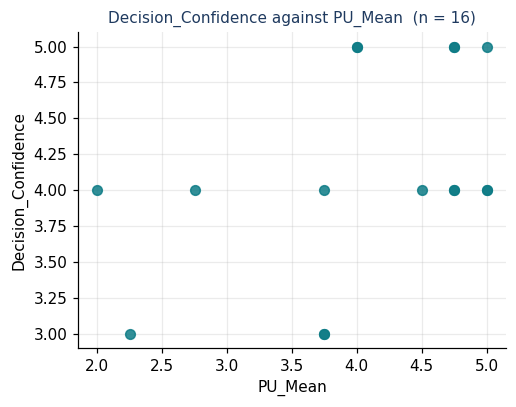 Decision_Confidence against PU_Mean  (n = 16)
5.00
4.75
4.50
4.25
4.00
3.75
3.50
3.25
3.00
Decision_Confidence
2.0 2.5 3.0 3.5 4.0 4.5 5.0
PU_Mean